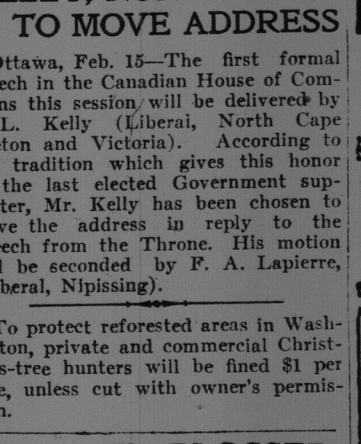 TO MOVE ADDRESS
Ottawa, Feb. 15—The first formal
ech in the Canadian House of Com-
ns this session will be delivered by
L. Kelly (Liberai, North Cape
ton and Victoria). According to
tradition which gives this honor
the last elected Government sup-
ter, Mr. Kelly has been chosen to
ve the address in reply to the
ech from the Throne. His motion
l be seconded by F. A. Lapierre,
beral, Nipissing).
To protect reforested areas in Wash-
ton, private and commercial Christ-
s-tree hunters will be fined $1 per
e, unless cut with owner's permis-
n.